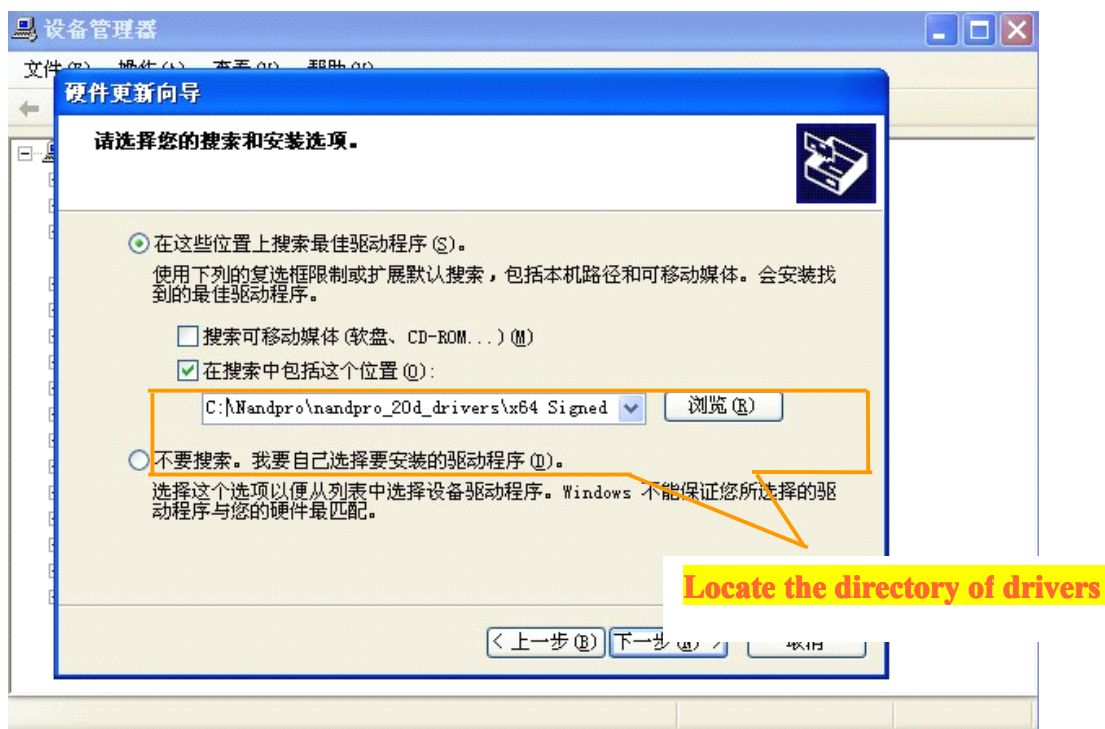 设备管理器
文件
硬件更新向导
请选择您的搜索和安装选项。
在这些位置上搜索最佳驱动程序(S)。
使用下列的复选框限制或扩展默认搜索，包括本机路径和可移动媒体。会安装找
到的最佳驱动程序。
搜索可移动媒体(软盘、CD-ROM...)(M)
在搜索中包括这个位置(O):
C:\Nandpro\nandpro_20d_drivers\x64 Signed
浏览(R)
不要搜索。我要自己选择要安装的驱动程序(D)。
选择这个选项以便从列表中选择设备驱动程序。Windows 不能保证您所选择的驱
动程序与您的硬件最匹配。
Locate the directory of drivers
< 上一步(B)
下一步(N) >